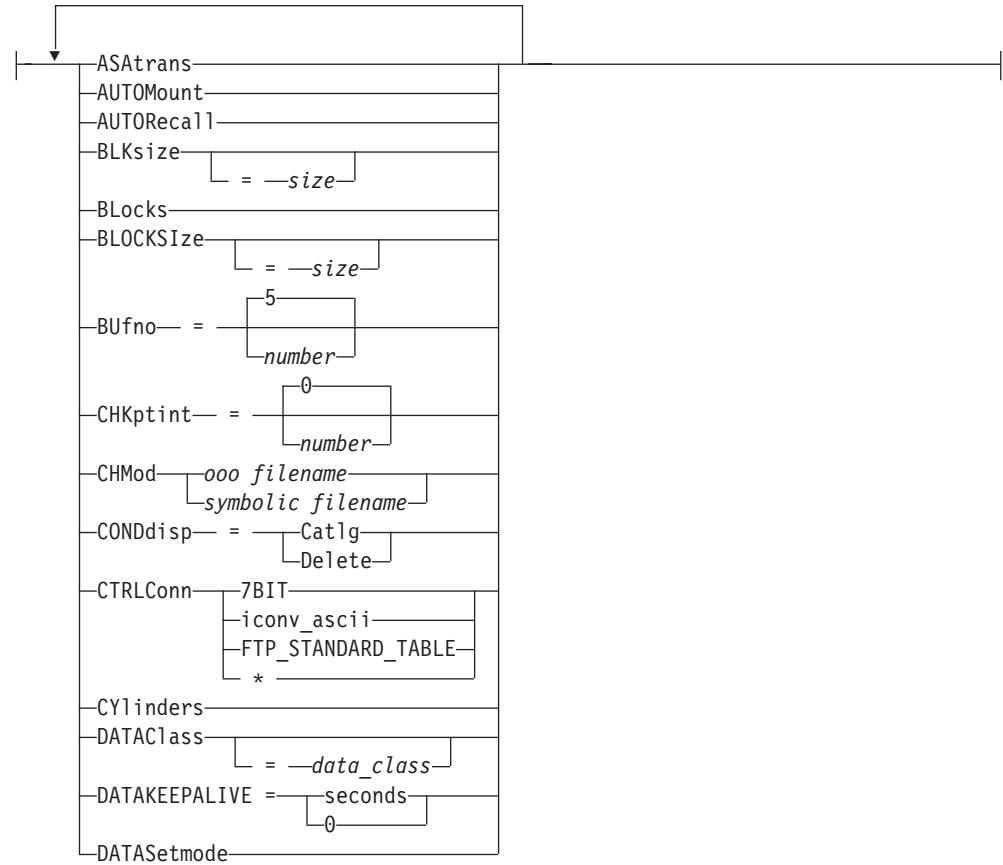 ASAtrans
AUTOMount
AUTORecall
BLKsize
= size
BLocks
BLOCKSIze
= size
5
BUfno =
number
0
CHKptint =
number
CHMod ooo filename
symbolic filename
CONDdisp = Catlg
Delete
CTRLConn 7BIT
iconv_ascii
FTP_STANDARD_TABLE
*
CYlinders
DATAClass
= data_class
DATAKEEPALIVE = seconds
0
DATASetmode